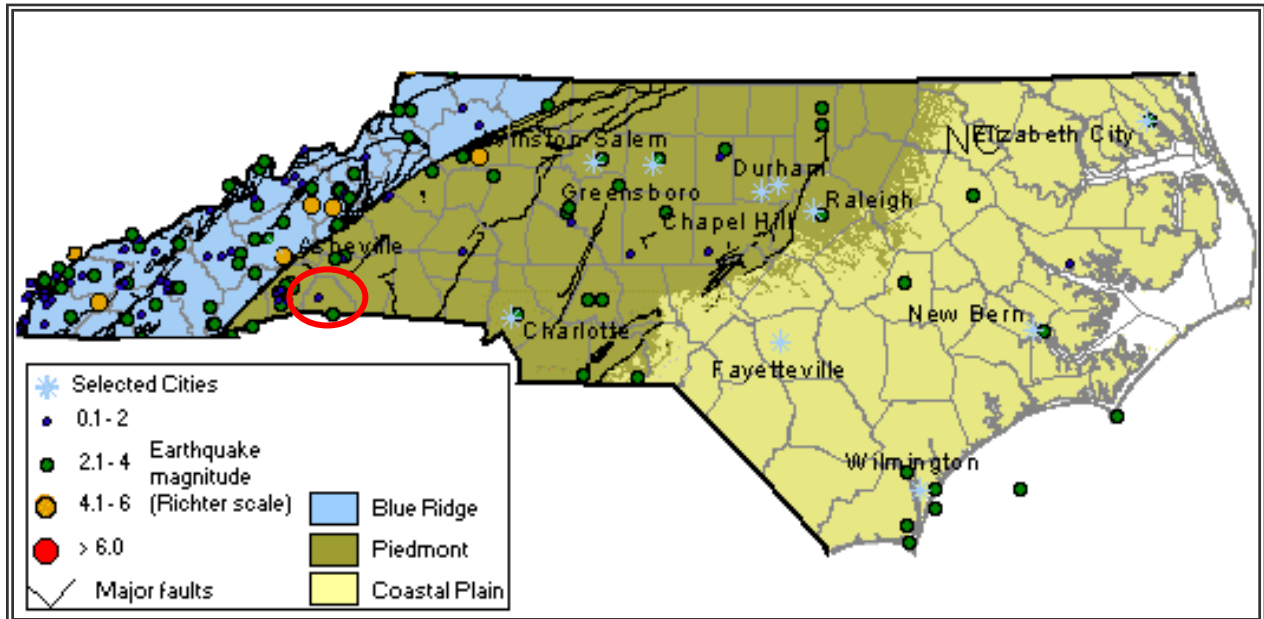 NC
Elizabeth City
Winston-Salem
Durham
Greensboro
Raleigh
Chapel Hill
Asheville
New Bern
Charlotte
Fayetteville
Wilmington
Selected Cities
0.1 - 2
2.1 - 4 Earthquake
magnitude
4.1 - 6 (Richter scale)
> 6.0
Major faults
Blue Ridge
Piedmont
Coastal Plain